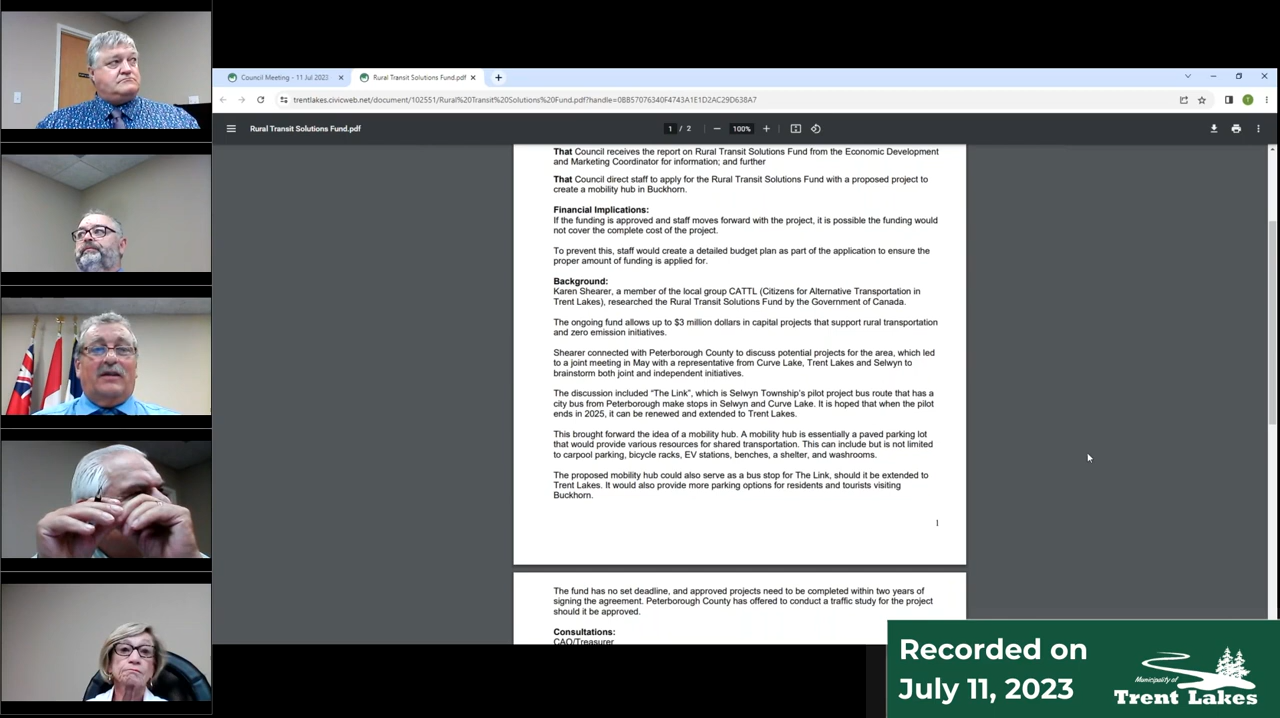 Council Meeting - 11 Jul 2023
Rural Transit Solutions Fund.pdf
trentlakes.civicweb.net/document/102551/Rural%20Transit%20Solutions%20Fund.pdf?handle=08B57076340F4743A1E1D2AC29D638A7
T
Rural Transit Solutions Fund.pdf
1 / 2
100%
That Council receives the report on Rural Transit Solutions Fund from the Economic Development
and Marketing Coordinator for information; and further
That Council direct staff to apply for the Rural Transit Solutions Fund with a proposed project to
create a mobility hub in Buckhorn.
Financial Implications:
If the funding is approved and staff moves forward with the project, it is possible the funding would
not cover the complete cost of the project.
To prevent this, staff would create a detailed budget plan as part of the application to ensure the
proper amount of funding is applied for.
Background:
Karen Shearer, a member of the local group CATTL (Citizens for Alternative Transportation in
Trent Lakes), researched the Rural Transit Solutions Fund by the Government of Canada.
The ongoing fund allows up to $3 million dollars in capital projects that support rural transportation
and zero emission initiatives.
Shearer connected with Peterborough County to discuss potential projects for the area, which led
to a joint meeting in May with a representative from Curve Lake, Trent Lakes and Selwyn to
brainstorm both joint and independent initiatives.
The discussion included “The Link”, which is Selwyn Township's pilot project bus route that has a
city bus from Peterborough make stops in Selwyn and Curve Lake. It is hoped that when the pilot
ends in 2025, it can be renewed and extended to Trent Lakes.
This brought forward the idea of a mobility hub. A mobility hub is essentially a paved parking lot
that would provide various resources for shared transportation. This can include but is not limited
to carpool parking, bicycle racks, EV stations, benches, a shelter, and washrooms.
The proposed mobility hub could also serve as a bus stop for The Link, should it be extended to
Trent Lakes. It would also provide more parking options for residents and tourists visiting
Buckhorn.
1
The fund has no set deadline, and approved projects need to be completed within two years of
signing the agreement. Peterborough County has offered to conduct a traffic study for the project
should it be approved.
Consultations:
CAO/Treasurer
Recorded on
July 11, 2023
Municipality of
Trent Lakes